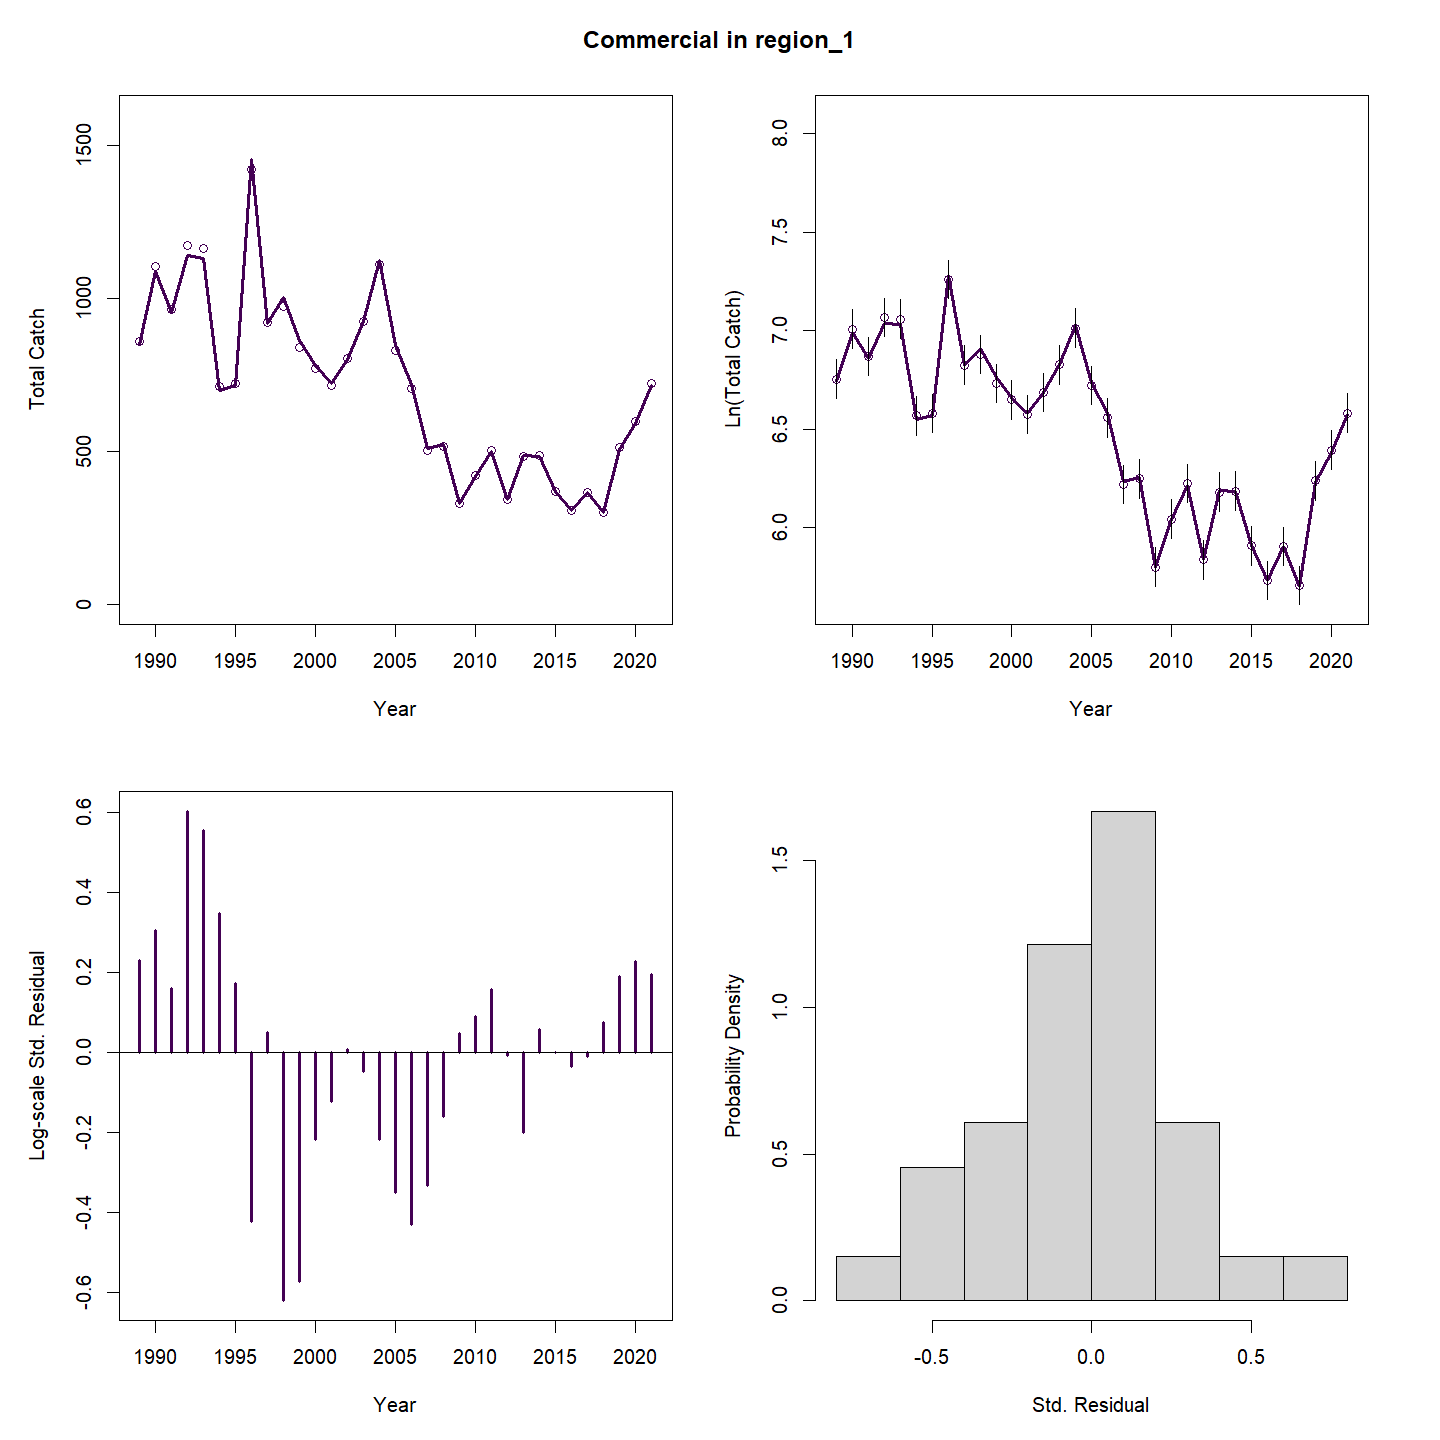 Commercial in region_1
Total Catch
1500
1000
500
0
1990 1995 2000 2005 2010 2015 2020
Year
Ln(Total Catch)
8.0
7.5
7.0
6.5
6.0
1990 1995 2000 2005 2010 2015 2020
Year
Log-scale Std. Residual
0.6
0.4
0.2
0.0
-0.2
-0.4
-0.6
1990 1995 2000 2005 2010 2015 2020
Year
Probability Density
1.5
1.0
0.5
0.0
-0.5 0.0 0.5
Std. Residual